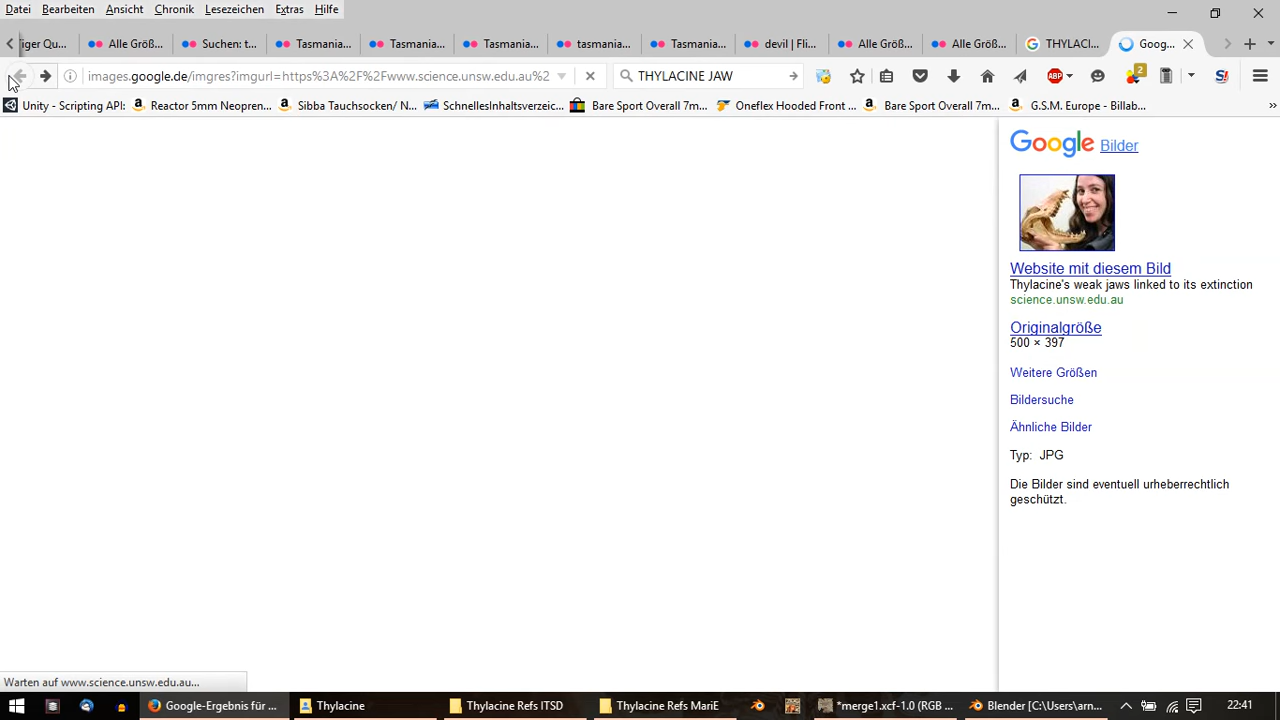 Datei Bearbeiten Ansicht Chronik Lesezeichen Extras Hilfe
iger Qu... Alle Größ... Suchen: t... Tasmania... Tasmania... Tasmania... tasmania... Tasmania... devil | Fli... Alle Größ... Alle Größ... THYLACI... Goog...
images.google.de/imgres?imgurl=https%3A%2F%2Fwww.science.unsw.edu.au%2 THYLACINE JAW ABP 2
Unity - Scripting API: Reactor 5mm Neopren... Sibba Tauchsocken/ N... SchnellesInhaltsverzeic... Bare Sport Overall 7m... Oneflex Hooded Front ... Bare Sport Overall 7m... G.S.M. Europe - Billab... »
Google Bilder
Website mit diesem Bild
Thylacine's weak jaws linked to its extinction
science.unsw.edu.au
Originalgröße
500 × 397
Weitere Größen
Bildersuche
Ähnliche Bilder
Typ: JPG
Die Bilder sind eventuell urheberrechtlich
geschützt.
Warten auf www.science.unsw.edu.au...
Google-Ergebnis für ... Thylacine Thylacine Refs ITSD Thylacine Refs MariE *merge1.xcf-1.0 (RGB ... Blender [C:\Users\arn... 22:41